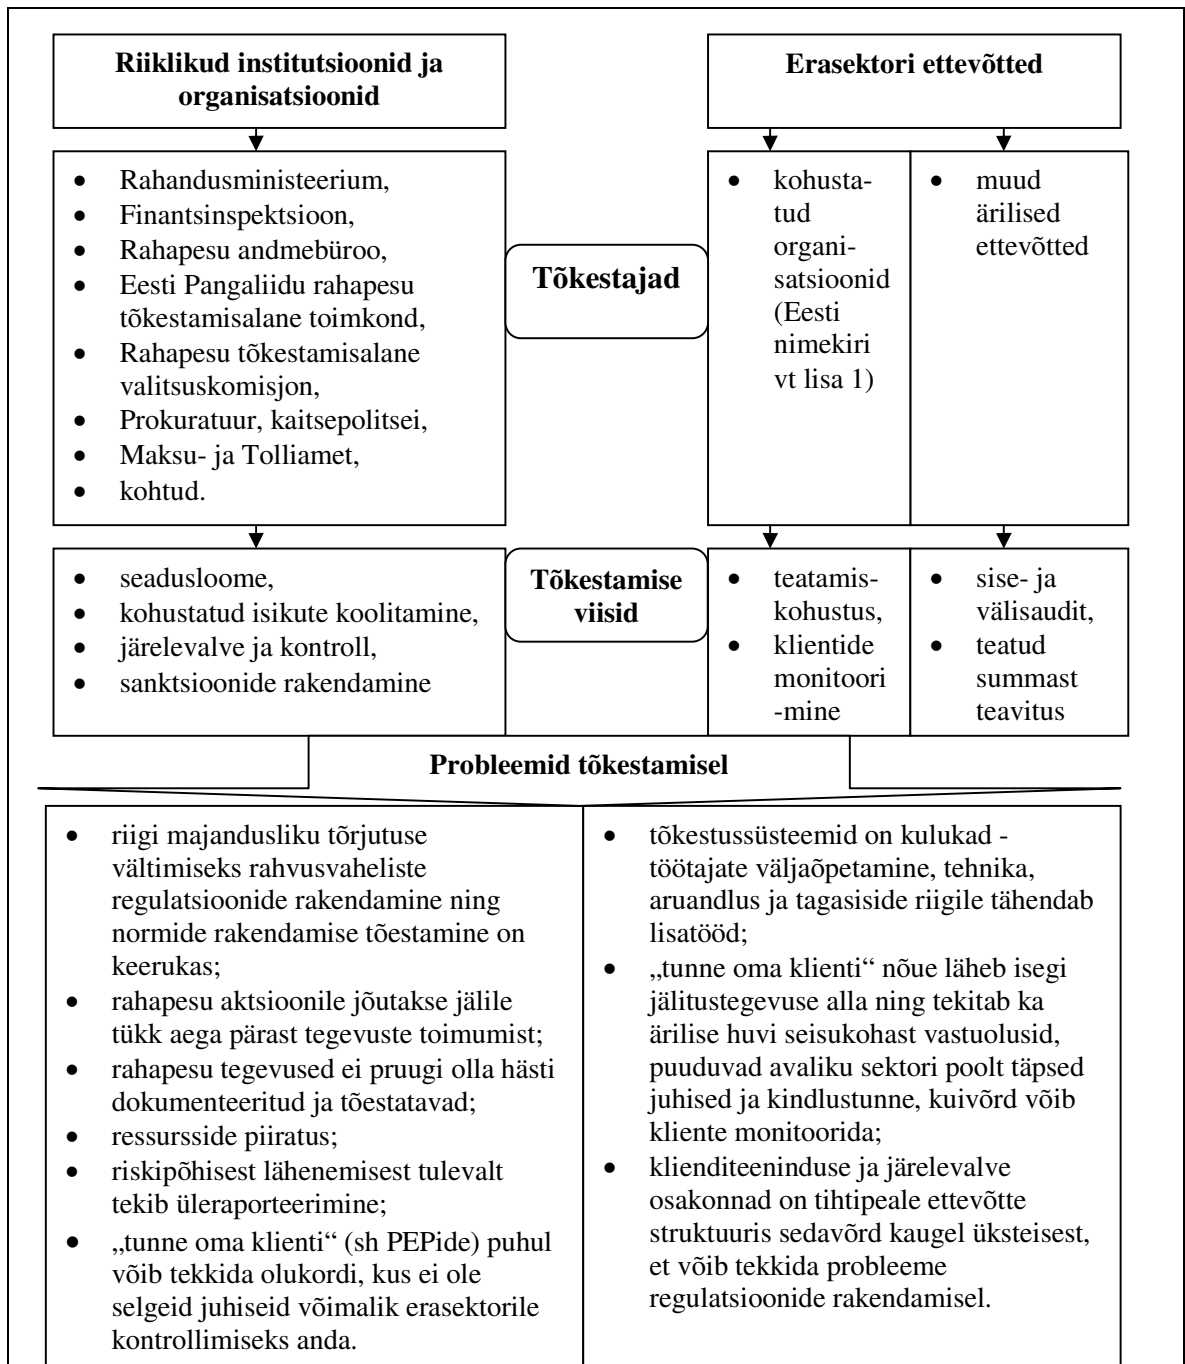 Riiklikud institutsioonid ja
organisatsioonid
Erasektori ettevõtted
• Rahandusministeerium,
• Finantsinspektsioon,
• Rahapesu andmebüroo,
• Eesti Pangaliidu rahapesu
tõkestamisalane toimkond,
• Rahapesu tõkestamisalane
valitsuskomisjon,
• Prokuratuur, kaitsepolitsei,
• Maksu- ja Tolliamet,
• kohtud.
Tõkestajad
• kohusta-
tud
organi-
satsioonid
(Eesti
nimekiri
vt lisa 1)
• muud
ärilised
ettevõtted
• seadusloome,
• kohustatud isikute koolitamine,
• järelevalve ja kontroll,
• sanktsioonide rakendamine
Tõkestamise
viisid
• teatamis-
kohustus,
• klientide
monitoori
-mine
• sise- ja
välisaudit,
• teatud
summast
teavitus
Probleemid tõkestamisel
• riigi majandusliku tõrjutuse
vältimiseks rahvusvaheliste
regulatsioonide rakendamine ning
normide rakendamise tõestamine on
keerukas;
• rahapesu aktsioonile jõutakse jälile
tükk aega pärast tegevuste toimumist;
• rahapesu tegevused ei pruugi olla hästi
dokumenteeritud ja tõestatavad;
• ressursside piiratus;
• riskipõhisest lähenemisest tulevalt
tekib üleraporteerimine;
• „tunne oma klienti“ (sh PEPide) puhul
võib tekkida olukordi, kus ei ole
selgeid juhiseid võimalik erasektorile
kontrollimiseks anda.
• tõkestussüsteemid on kulukad -
töötajate väljaõpetamine, tehnika,
aruandlus ja tagasiside riigile tähendab
lisatööd;
• „tunne oma klienti“ nõue läheb isegi
jälitustegevuse alla ning tekitab ka
ärilise huvi seisukohast vastuolusid,
puuduvad avaliku sektori poolt täpsed
juhised ja kindlustunne, kuivõrd võib
kliente monitoorida;
• klienditeeninduse ja järelevalve
osakonnad on tihtipeale ettevõtte
struktuuris sedavõrd kaugel üksteisest,
et võib tekkida probleeme
regulatsioonide rakendamisel.